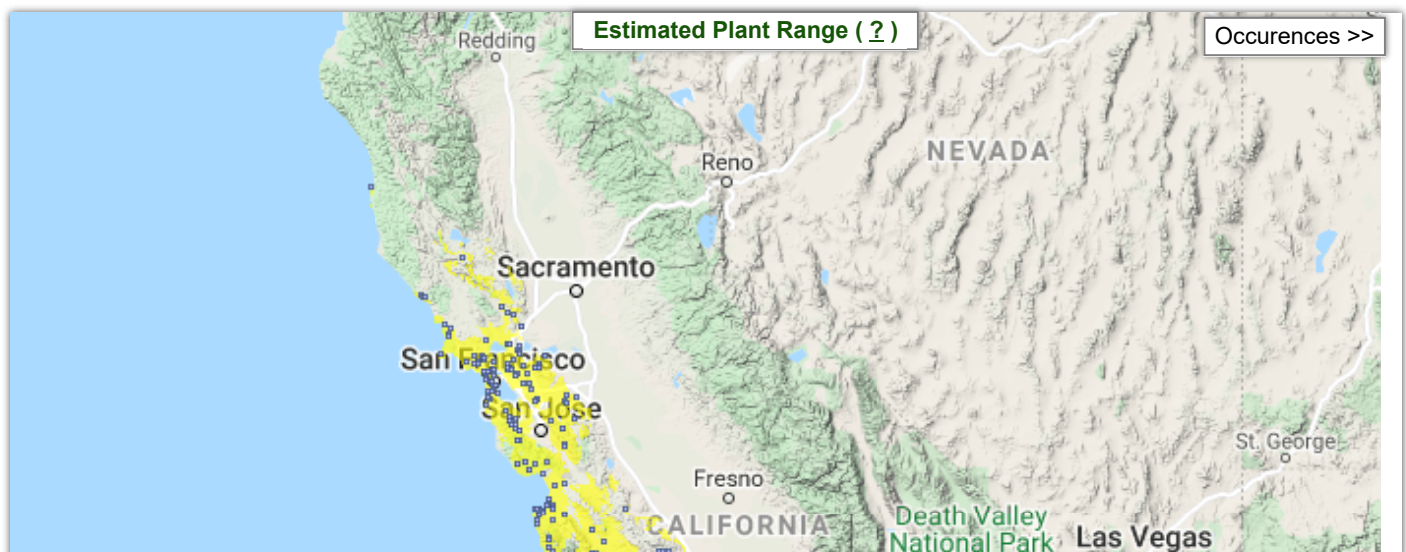 Estimated Plant Range ( ? )
Occurences >>
Redding
Reno
NEVADA
Sacramento
San Francisco
San Jose
St. George
Fresno
CALIFORNIA
Death Valley
National Park
Las Vegas